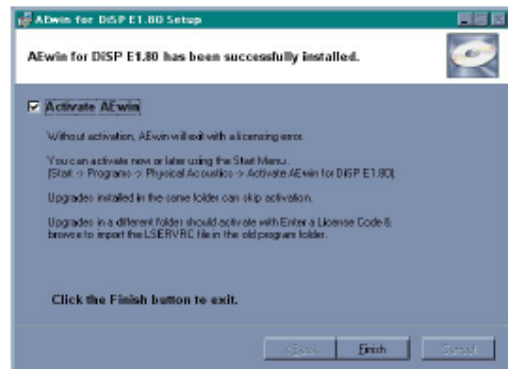 AEwin for DiSP E1.80 Setup
AEwin for DiSP E1.80 has been successfully installed.
Activate AEwin
Without activation, AEwin will exit with a licensing error.
You can activate now or later using the Start Menu.
(Start -> Programs -> Physical Acoustics -> Activate AEwin for DiSP E1.80).
Upgrades installed in the same folder can skip activation.
Upgrades in a different folder should activate with Enter a License Code &
browse to import the LSERVRC file in the old program folder.
Click the Finish button to exit.
< Back
Finish
Cancel